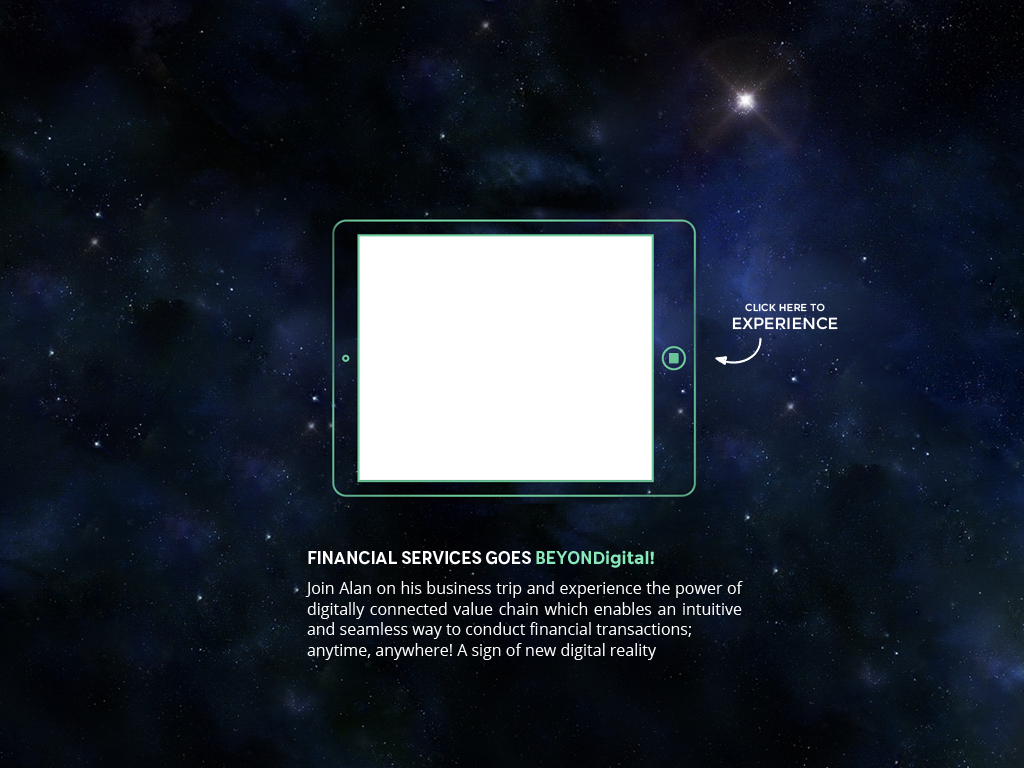 CLICK HERE TO
EXPERIENCE
FINANCIAL SERVICES GOES BEYONDigital!
Join Alan on his business trip and experience the power of
digitally connected value chain which enables an intuitive
and seamless way to conduct financial transactions;
anytime, anywhere! A sign of new digital reality